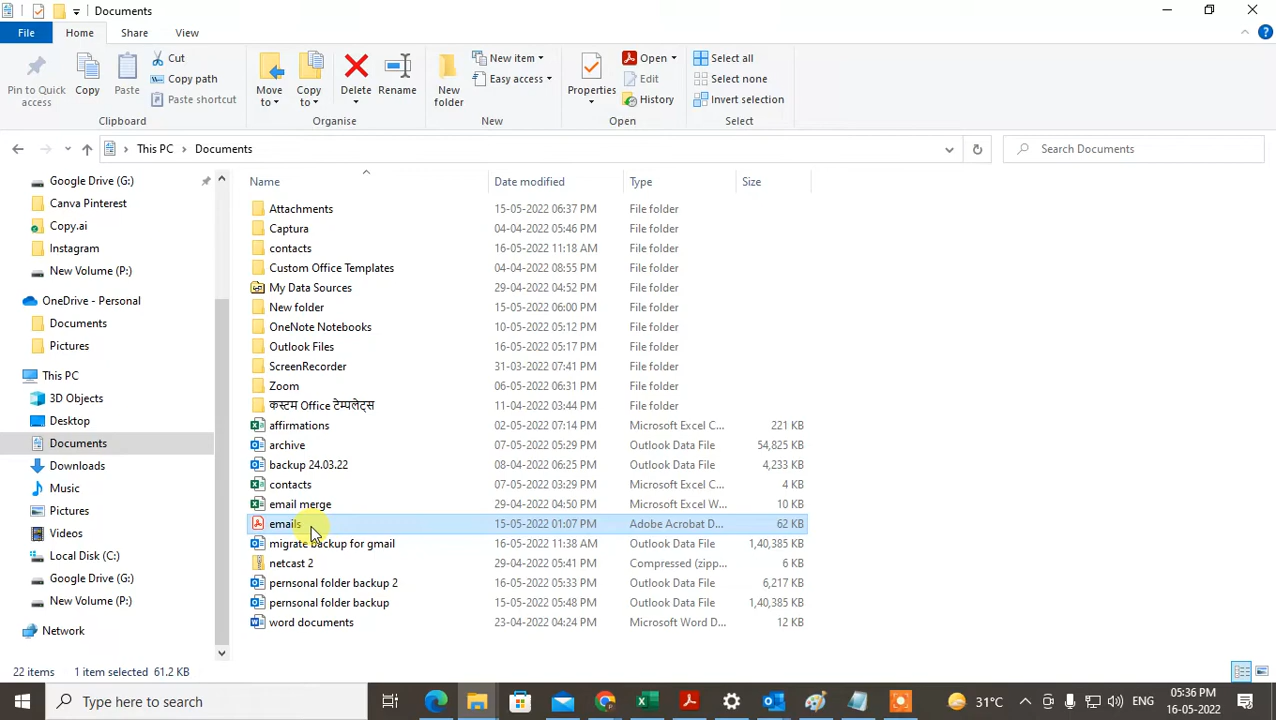 Documents
File Home Share View
Pin to Quick access
Copy
Paste
Cut
Copy path
Paste shortcut
Clipboard
Move to
Copy to
Delete
Rename
Organise
New folder
New item
Easy access
New
Properties
Open
Edit
History
Open
Select all
Select none
Invert selection
Select
This PC > Documents
Search Documents
Google Drive (G:)
Canva Pinterest
Copy.ai
Instagram
New Volume (P:)
OneDrive - Personal
Documents
Pictures
This PC
3D Objects
Desktop
Documents
Downloads
Music
Pictures
Videos
Local Disk (C:)
Google Drive (G:)
New Volume (P:)
Network
Name Date modified Type Size
Attachments 15-05-2022 06:37 PM File folder
Captura 04-04-2022 05:46 PM File folder
contacts 16-05-2022 11:18 AM File folder
Custom Office Templates 04-04-2022 08:55 PM File folder
My Data Sources 29-04-2022 04:52 PM File folder
New folder 15-05-2022 06:00 PM File folder
OneNote Notebooks 10-05-2022 05:12 PM File folder
Outlook Files 16-05-2022 05:17 PM File folder
ScreenRecorder 31-03-2022 07:41 PM File folder
Zoom 06-05-2022 06:31 PM File folder
कस्टम Office टेम्पलेट्स 11-04-2022 03:44 PM File folder
affirmations 02-05-2022 07:14 PM Microsoft Excel C... 221 KB
archive 07-05-2022 05:29 PM Outlook Data File 54,825 KB
backup 24.03.22 08-04-2022 06:25 PM Outlook Data File 4,233 KB
contacts 07-05-2022 03:29 PM Microsoft Excel C... 4 KB
email merge 29-04-2022 04:50 PM Microsoft Excel W... 10 KB
emails 15-05-2022 01:07 PM Adobe Acrobat D... 62 KB
migrate backup for gmail 16-05-2022 11:38 AM Outlook Data File 1,40,385 KB
netcast 2 29-04-2022 05:41 PM Compressed (zipp... 6 KB
pernsonal folder backup 2 16-05-2022 05:33 PM Outlook Data File 6,217 KB
pernsonal folder backup 15-05-2022 05:48 PM Outlook Data File 1,40,385 KB
word documents 23-04-2022 04:24 PM Microsoft Word D... 12 KB
22 items 1 item selected 61.2 KB
Type here to search
31°C
ENG
05:36 PM
16-05-2022